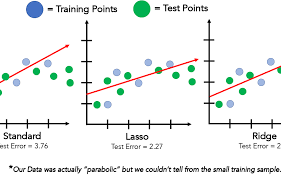 = Training Points = Test Points
Standard Lasso Ridge
Test Error = 3.76 Test Error = 2.27 Test Error = 2
*Our Data was actually "parabolic" but we couldn't tell from the small training sample.